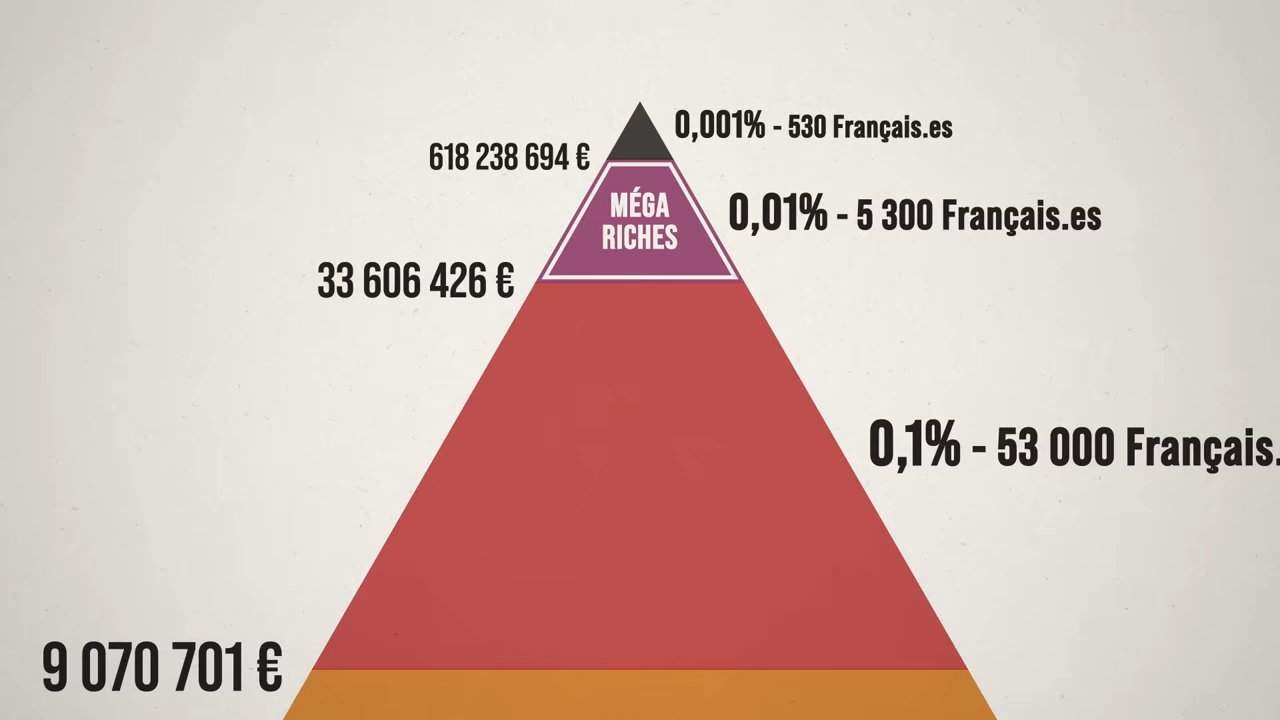 0,001% - 530 Français.es
618 238 694 €
MÉGA
RICHES
0,01% - 5 300 Français.es
33 606 426 €
0,1% - 53 000 Français.
9 070 701 €